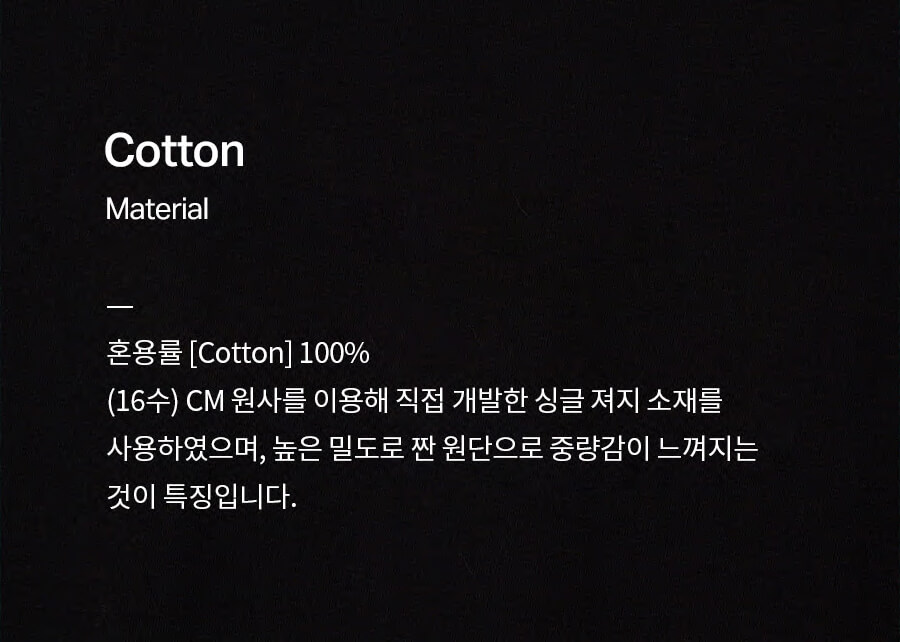 Cotton
Material
—
혼용률 [Cotton] 100%
(16수) CM 원사를 이용해 직접 개발한 싱글 져지 소재를
사용하였으며, 높은 밀도로 짠 원단으로 중량감이 느껴지는
것이 특징입니다.